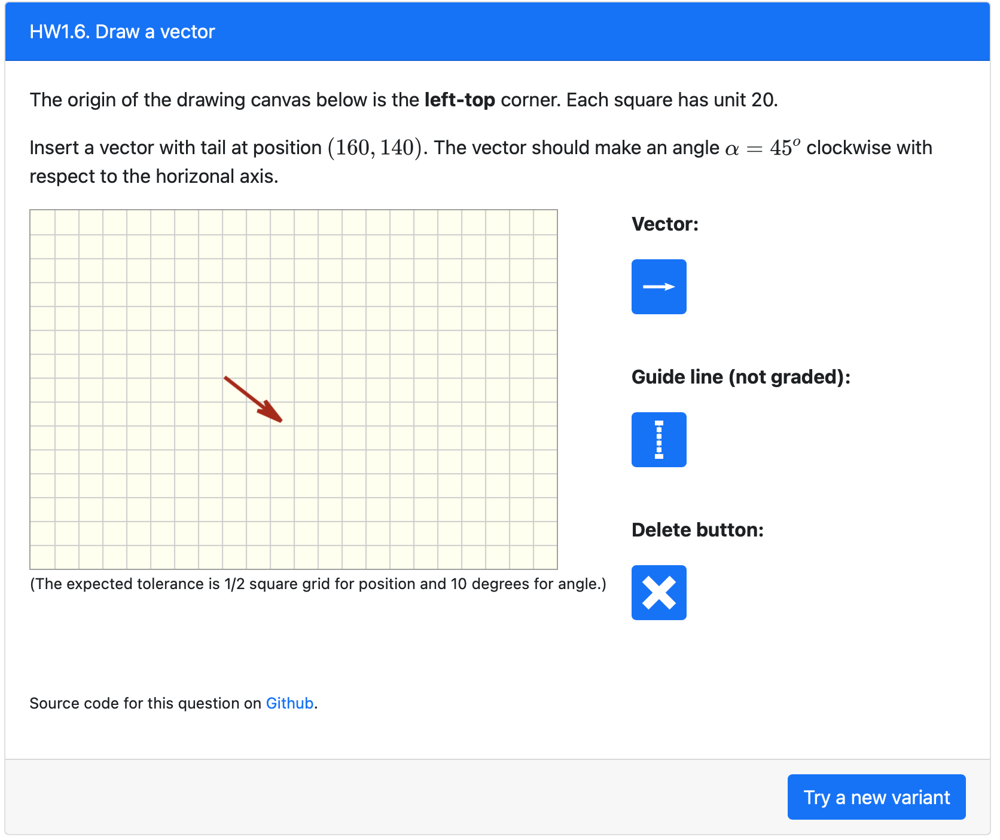 HW1.6. Draw a vector
The origin of the drawing canvas below is the left-top corner. Each square has unit 20.
Insert a vector with tail at position (160, 140). The vector should make an angle α = 45° clockwise with
respect to the horizonal axis.
Vector:
Guide line (not graded):
Delete button:
(The expected tolerance is 1/2 square grid for position and 10 degrees for angle.)
Source code for this question on Github.
Try a new variant